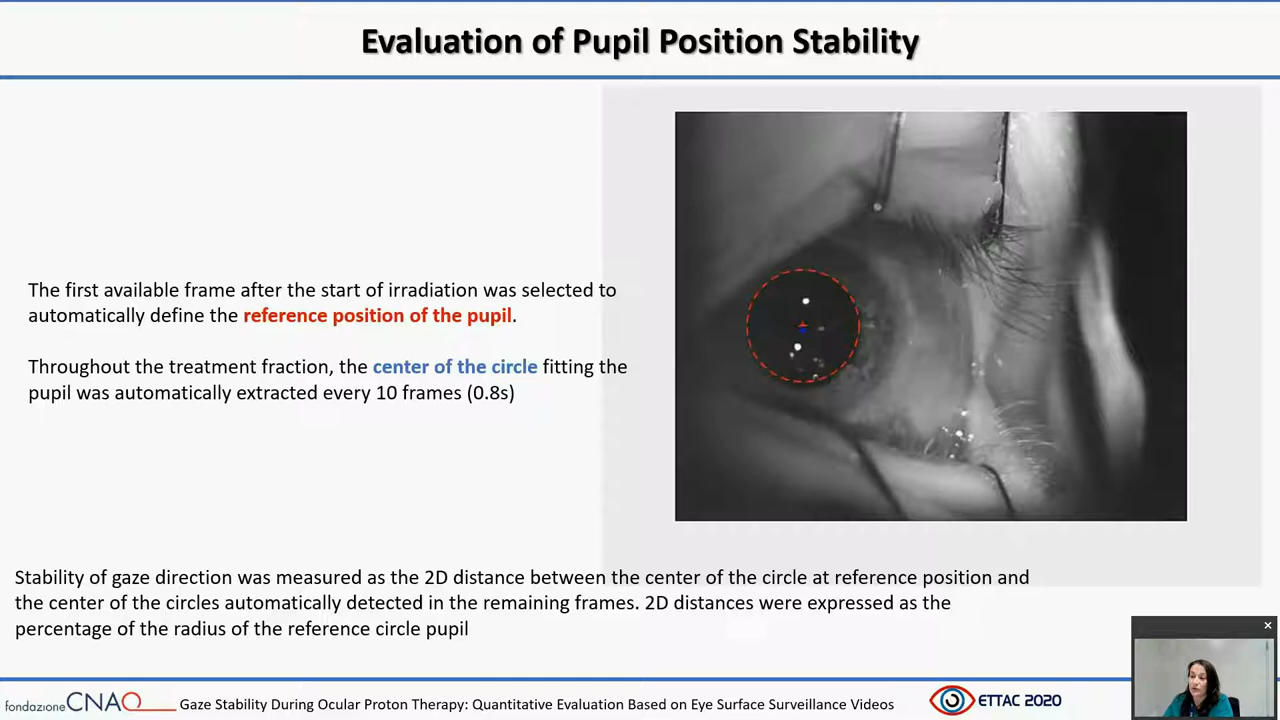 Evaluation of Pupil Position Stability
The first available frame after the start of irradiation was selected to
automatically define the reference position of the pupil.
Throughout the treatment fraction, the center of the circle fitting the
pupil was automatically extracted every 10 frames (0.8s)
Stability of gaze direction was measured as the 2D distance between the center of the circle at reference position and
the center of the circles automatically detected in the remaining frames. 2D distances were expressed as the
percentage of the radius of the reference circle pupil
fondazione CNAO
Gaze Stability During Ocular Proton Therapy: Quantitative Evaluation Based on Eye Surface Surveillance Videos
ETTAC 2020